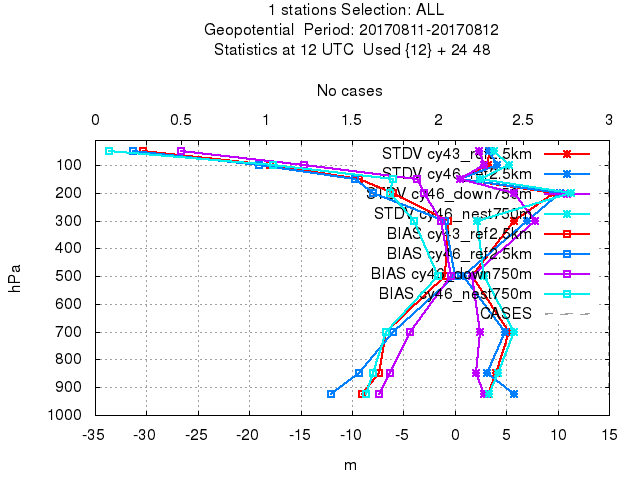 1 stations Selection: ALL
Geopotential Period: 20170811-20170812
Statistics at 12 UTC Used {12} + 24 48
No cases
0 0.5 1 1.5 2 2.5 3
STDV cy43_ref2.5km
STDV cy46_ref2.5km
STDV cy46_down750m
STDV cy46_nest750m
BIAS cy43_ref2.5km
BIAS cy46_ref2.5km
BIAS cy46_down750m
BIAS cy46_nest750m
CASES
hPa
100
200
300
400
500
600
700
800
900
1000
-35 -30 -25 -20 -15 -10 -5 0 5 10 15
m